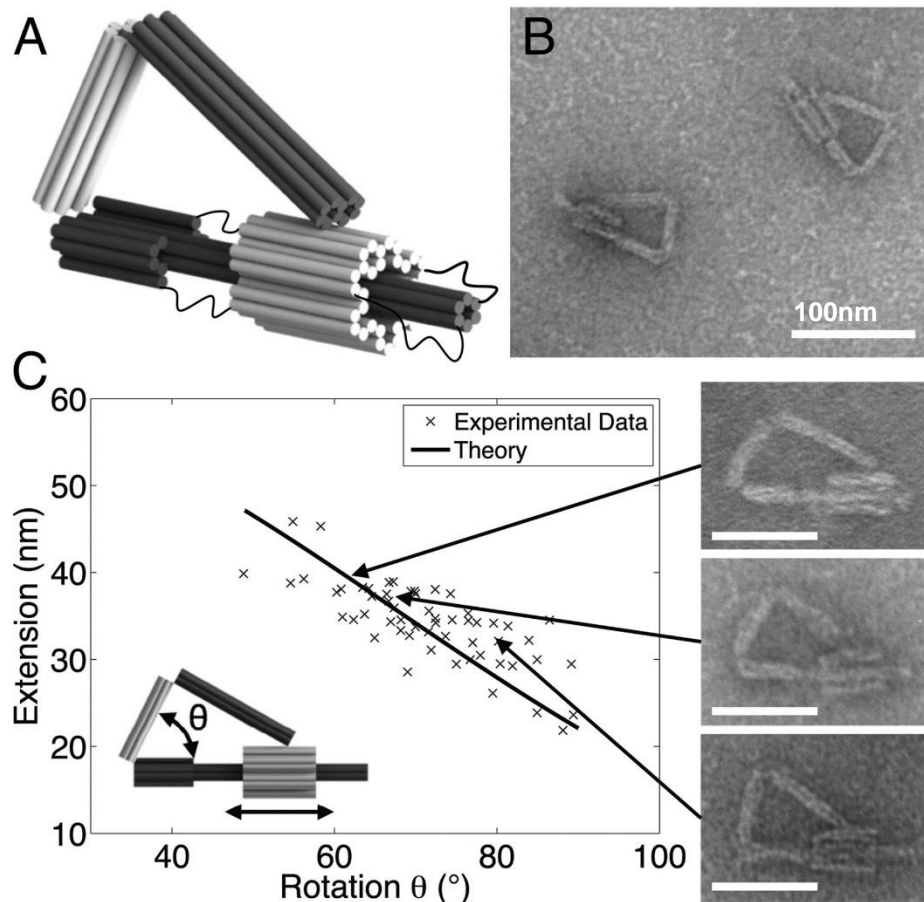 A
B
100nm
C
60
50
40
30
20
10
Extension (nm)
× Experimental Data
Theory
θ
40
60
80
100
Rotation θ (°)